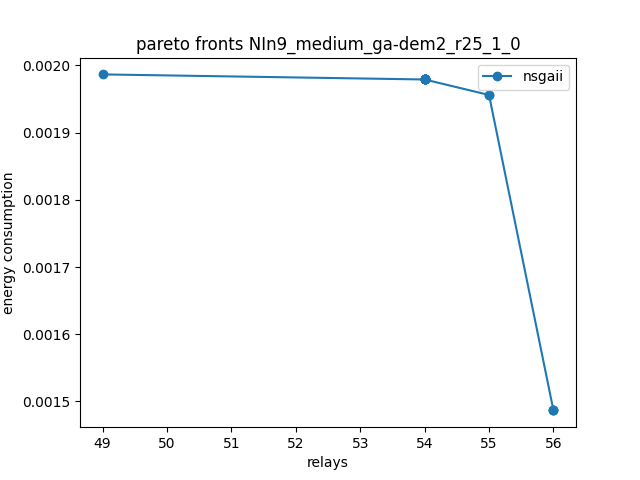 pareto fronts NIn9_medium_ga-dem2_r25_1_0
nsgaii
energy consumption
0.0020
0.0019
0.0018
0.0017
0.0016
0.0015
49 50 51 52 53 54 55 56
relays